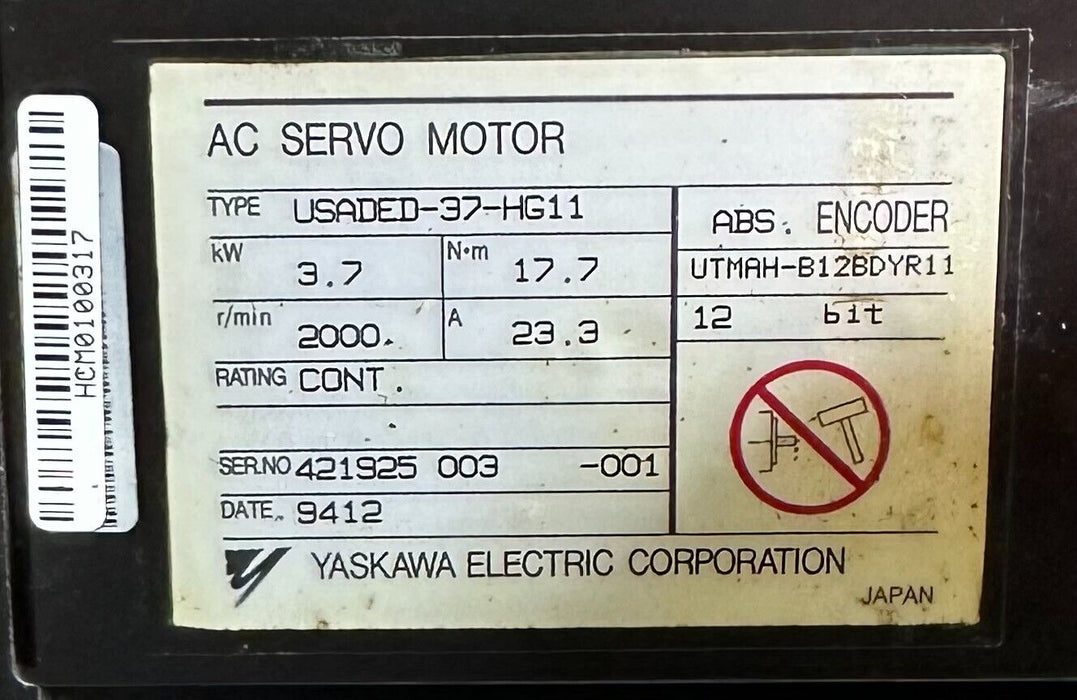 AC SERVO MOTOR
TYPE USADED-37-HG11
kW 3.7 N·m 17.7
r/min 2000. A 23.3
RATING CONT.
SER.NO 421925 003 -001
DATE. 9412
ABS. ENCODER
UTMAH-B12BDYR11
12 bit
YASKAWA ELECTRIC CORPORATION
JAPAN
HCM0100317